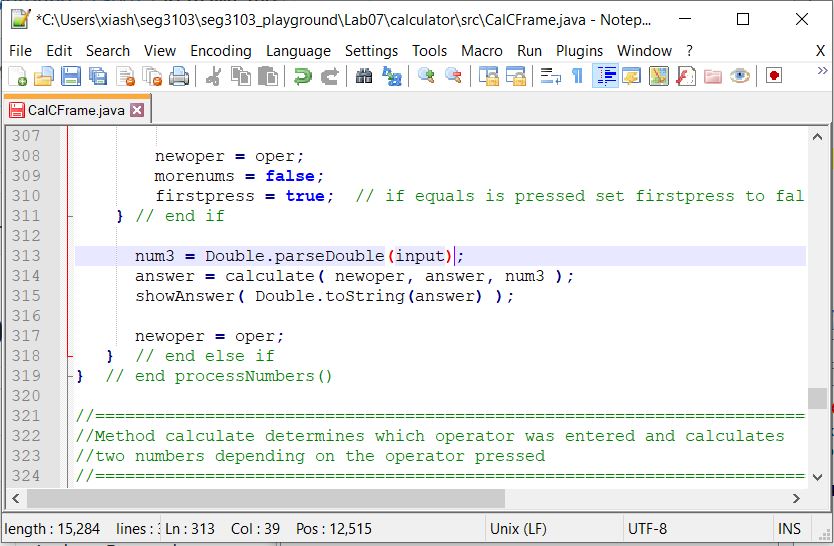 *C:\Users\xiash\seg3103\seg3103_playground\Lab07\calculator\src\CalCFrame.java - Notep...
File Edit Search View Encoding Language Settings Tools Macro Run Plugins Window ? X
CalCFrame.java
307
308 newoper = oper;
309 morenums = false;
310 firstpress = true; // if equals is pressed set firstpress to fal
311 } // end if
312
313 num3 = Double.parseDouble(input);
314 answer = calculate( newoper, answer, num3 );
315 showAnswer( Double.toString(answer) );
316
317 newoper = oper;
318 } // end else if
319 } // end processNumbers()
320
321 //=======================================================================
322 //Method calculate determines which operator was entered and calculates
323 //two numbers depending on the operator pressed
324 //=======================================================================
length : 15,284 lines : Ln : 313 Col : 39 Pos : 12,515 Unix (LF) UTF-8 INS